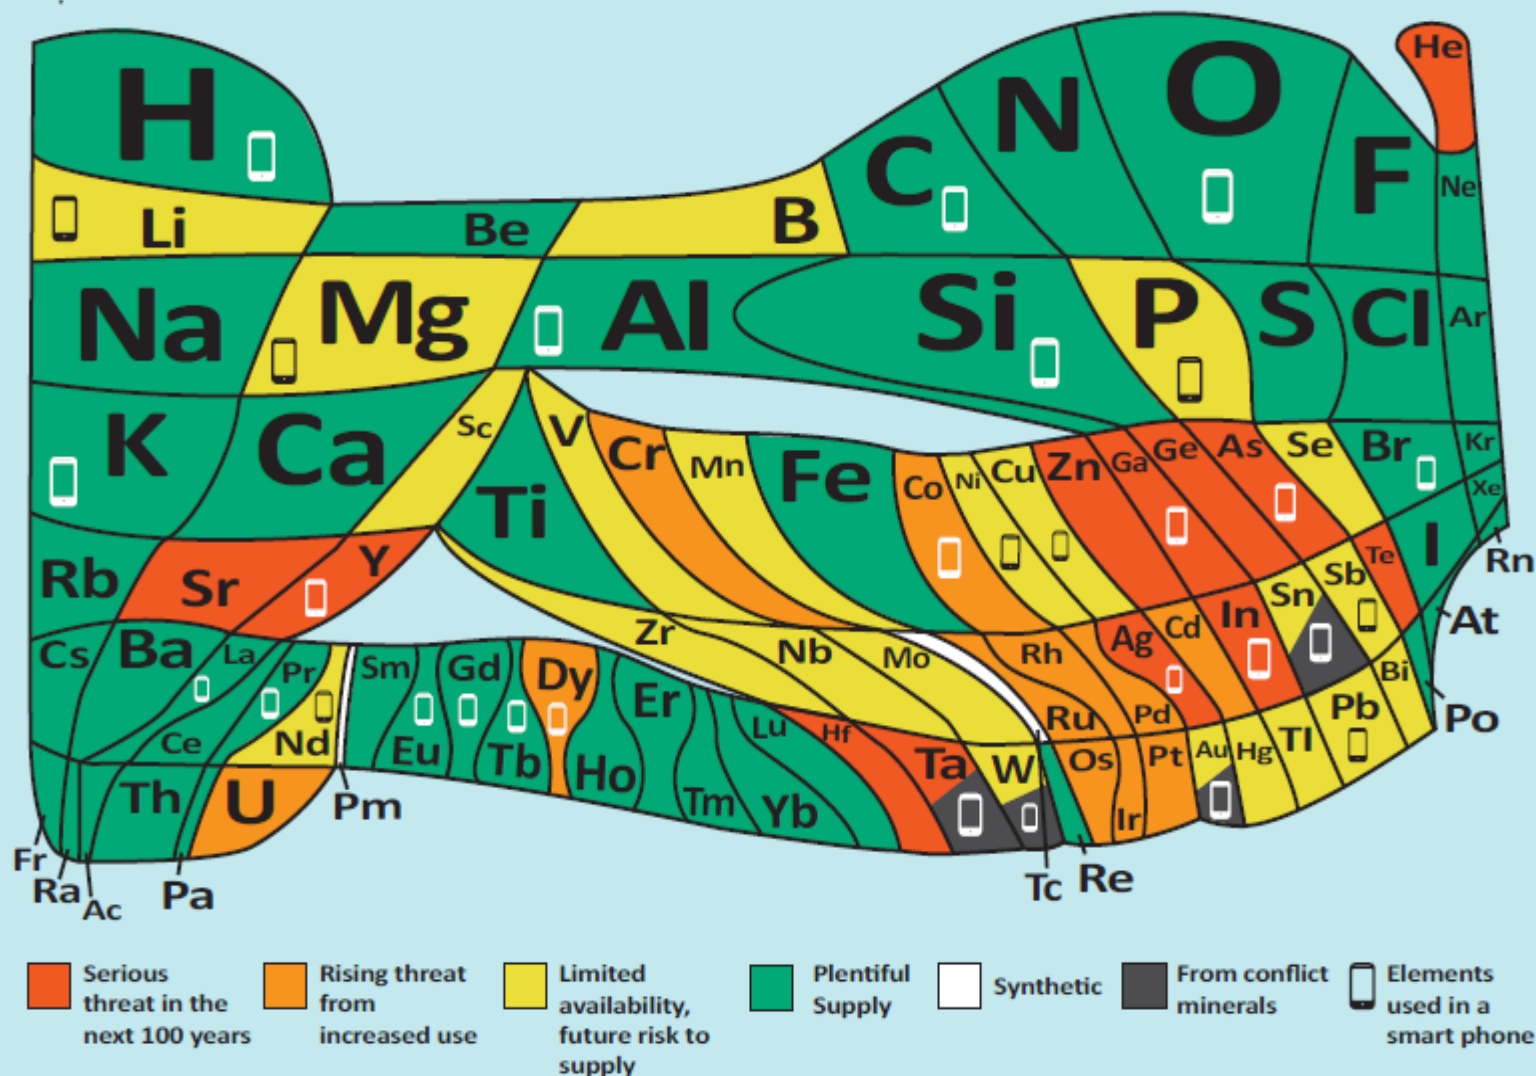 H
He
Li
Be
B
C
N
O
F
Ne
Na
Mg
Al
Si
P
S
Cl
Ar
K
Ca
Sc
Ti
V
Cr
Mn
Fe
Co
Ni
Cu
Zn
Ga
Ge
As
Se
Br
Kr
Rb
Sr
Y
Zr
Nb
Mo
Tc
Ru
Rh
Pd
Ag
Cd
In
Sn
Sb
Te
I
Xe
Cs
Ba
La
Ce
Pr
Nd
Pm
Sm
Eu
Gd
Tb
Dy
Ho
Er
Tm
Yb
Lu
Hf
Ta
W
Re
Os
Ir
Pt
Au
Hg
Tl
Pb
Bi
Po
At
Rn
Fr
Ra
Ac
Th
Pa
U
Serious
threat in the
next 100 years
Rising threat
from
increased use
Limited
availability,
future risk to
supply
Plentiful
Supply
Synthetic
From conflict
minerals
Elements
used in a
smart phone